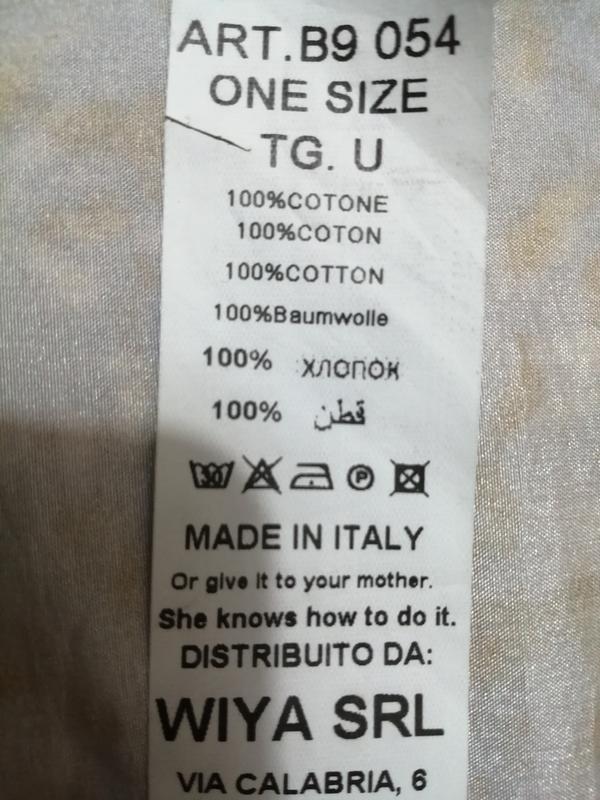 ART.B9 054
ONE SIZE
TG. U
100%COTONE
100%COTON
100%COTTON
100%Baumwolle
100% хлопок
100% قطن
30 P
MADE IN ITALY
Or give it to your mother.
She knows how to do it.
DISTRIBUITO DA:
WIYA SRL
VIA CALABRIA, 6